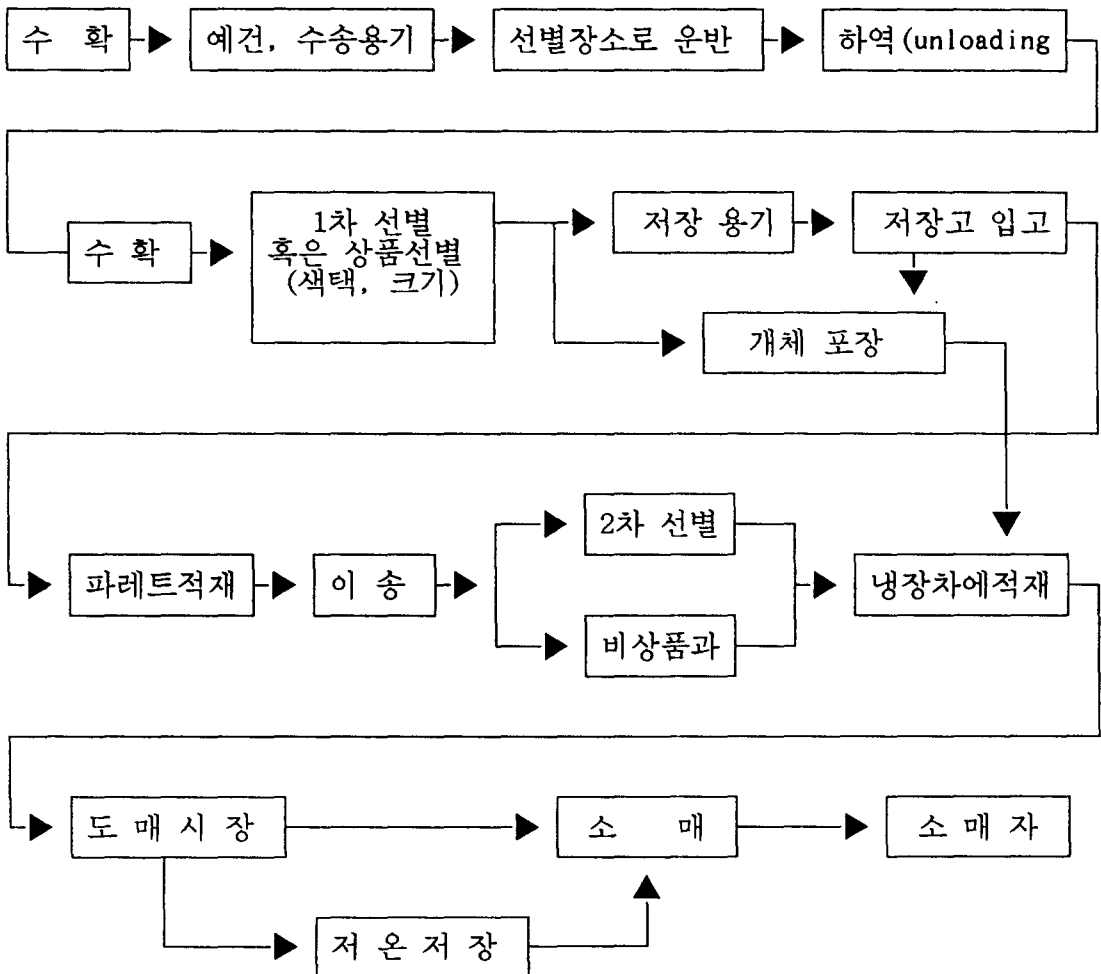 수 확
예건, 수송용기
선별장소로 운반
하역(unloading
수 확
1차 선별
혹은 상품선별
(색택, 크기)
저장 용기
저장고 입고
개체 포장
파레트적재
이 송
2차 선별
비상품과
냉장차에적재
도 매 시 장
소 매
소 매 자
저 온 저 장